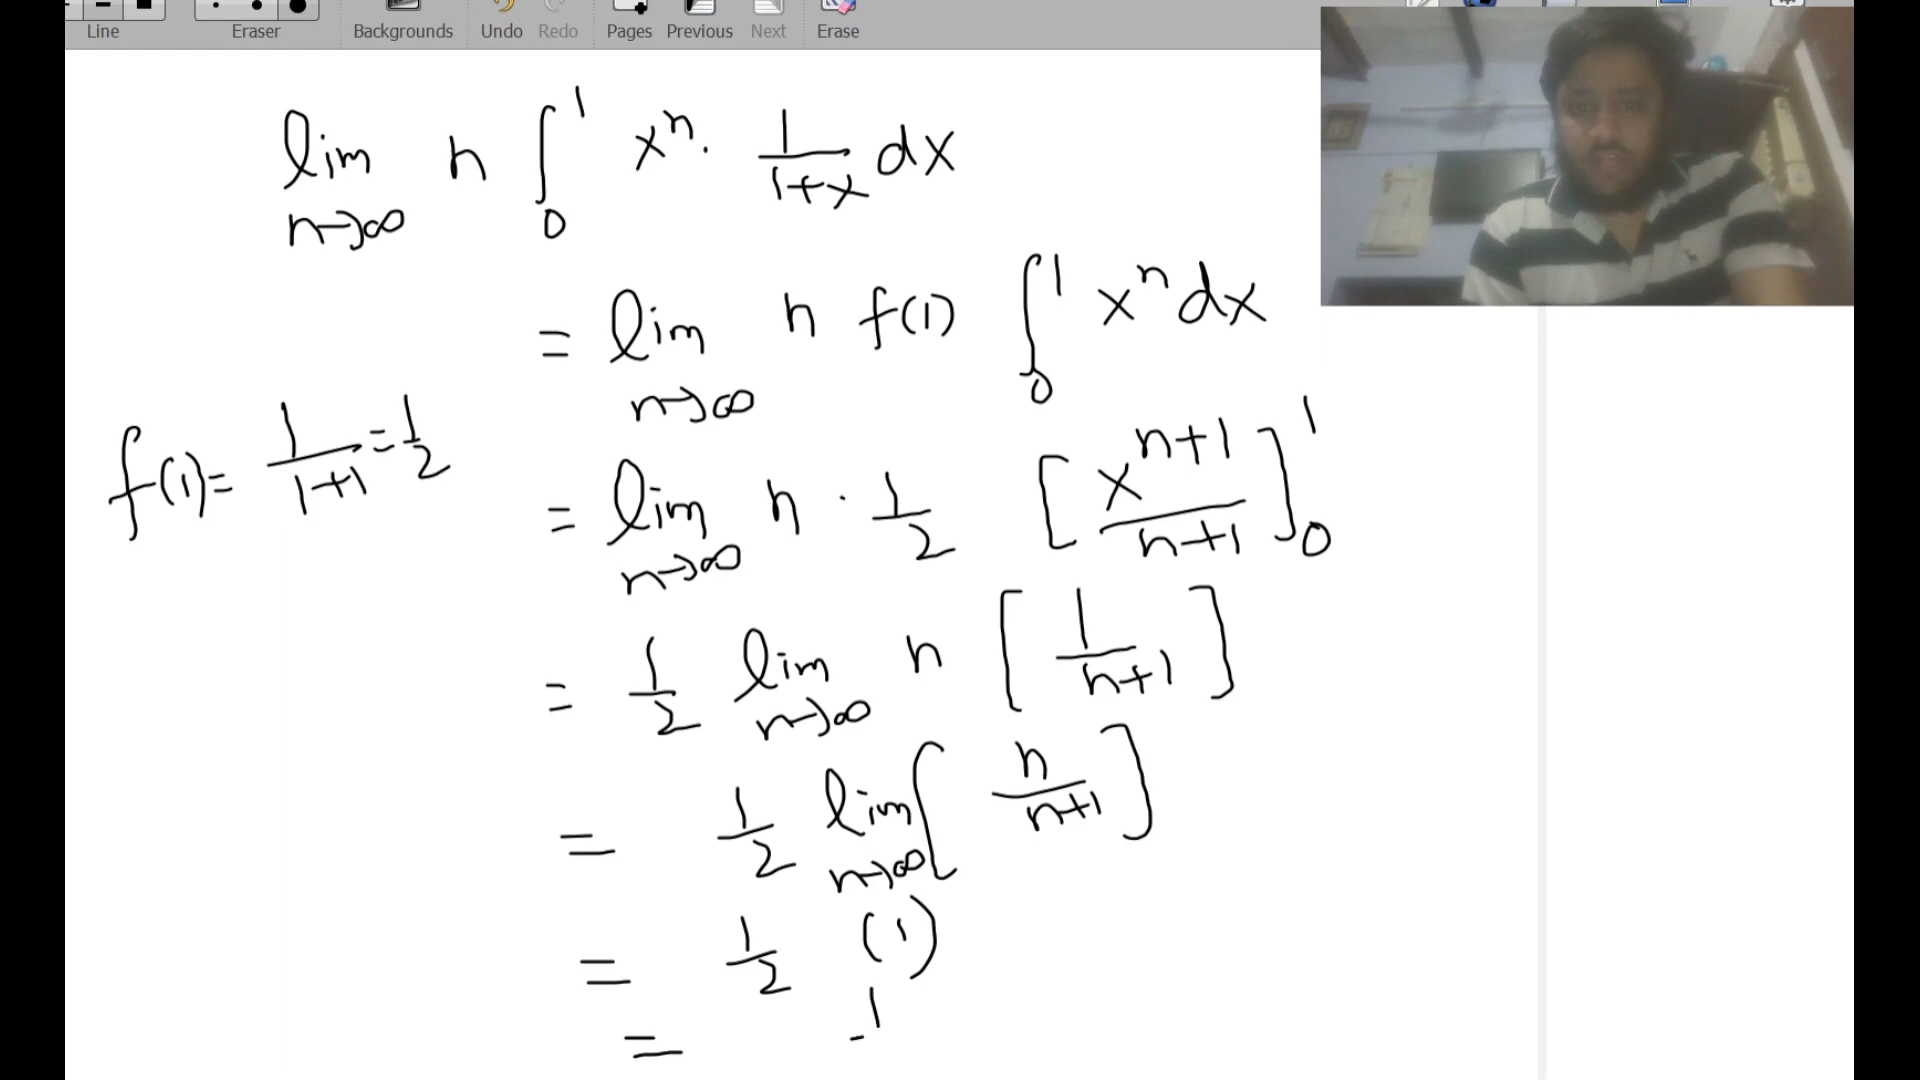 Line Eraser Backgrounds Undo Redo Pages Previous Next Erase
lim n→∞ n ∫₀¹ xⁿ · 1/(1+x) dx
= lim n→∞ n f(1) ∫₀¹ xⁿ dx
f(1) = 1/(1+1) = 1/2
= lim n→∞ n · 1/2 [x^(n+1)/(n+1)]₀¹
= 1/2 lim n→∞ n [1/(n+1)]
= 1/2 lim n→∞ [n/(n+1)]
= 1/2 (1)
= 1